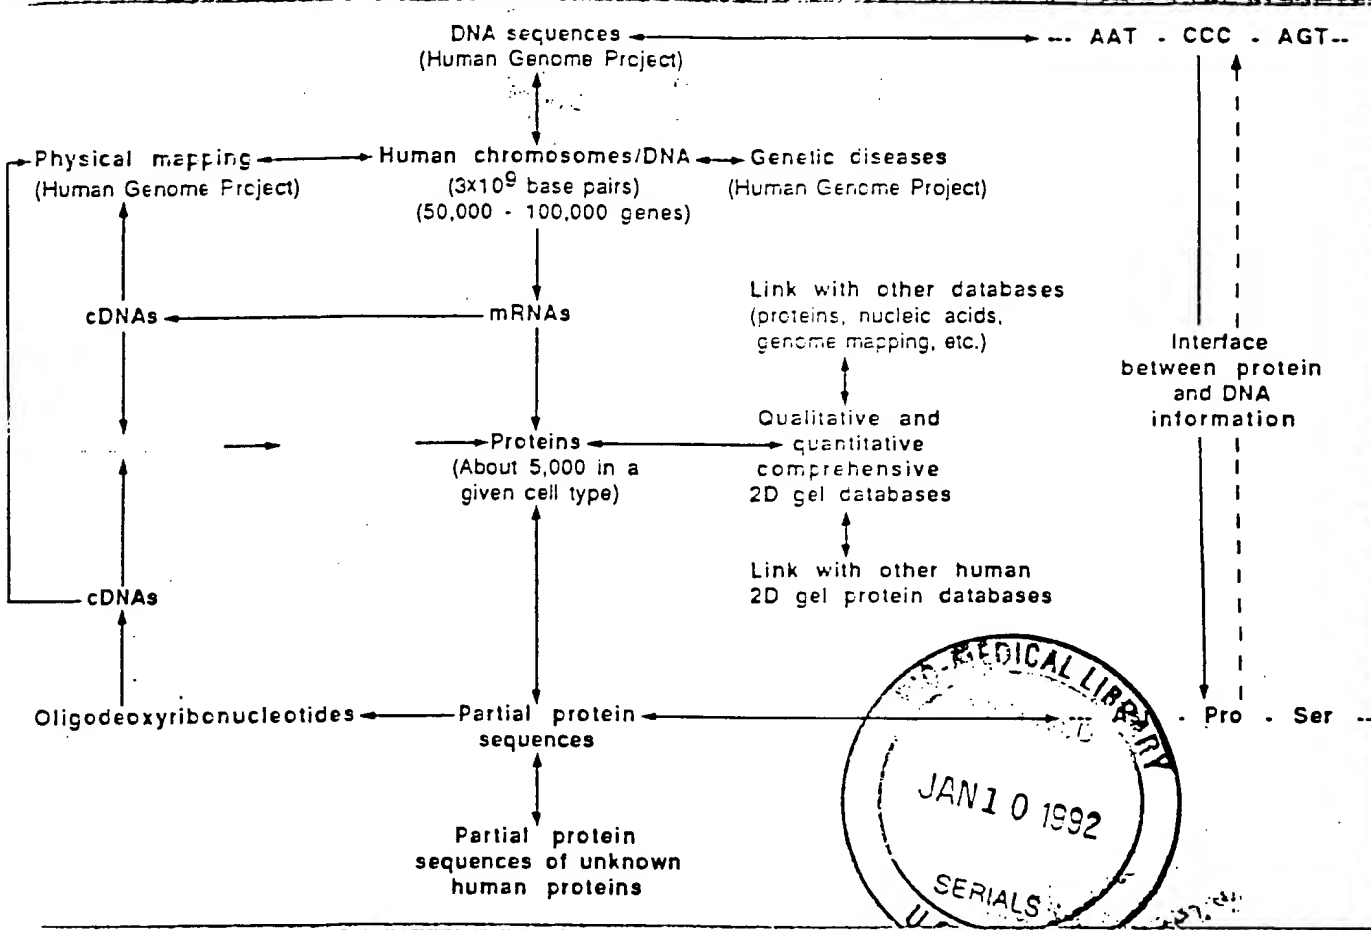 DNA sequences
(Human Genome Project)
--- AAT - CCC - AGT--
Physical mapping
(Human Genome Project)
Human chromosomes/DNA
(3x10⁹ base pairs)
(50,000 - 100,000 genes)
Genetic diseases
(Human Genome Project)
cDNAs
mRNAs
Link with other databases
(proteins, nucleic acids,
genome mapping, etc.)
Interface
between protein
and DNA
information
Proteins
(About 5,000 in a
given cell type)
Qualitative and
quantitative
comprehensive
2D gel databases
Link with other human
2D gel protein databases
cDNAs
Oligodeoxyribonucleotides
Partial protein
sequences
- Pro - Ser --
Partial protein
sequences of unknown
human proteins
MEDICAL LIBRARY
JAN 10 1992
SERIALS